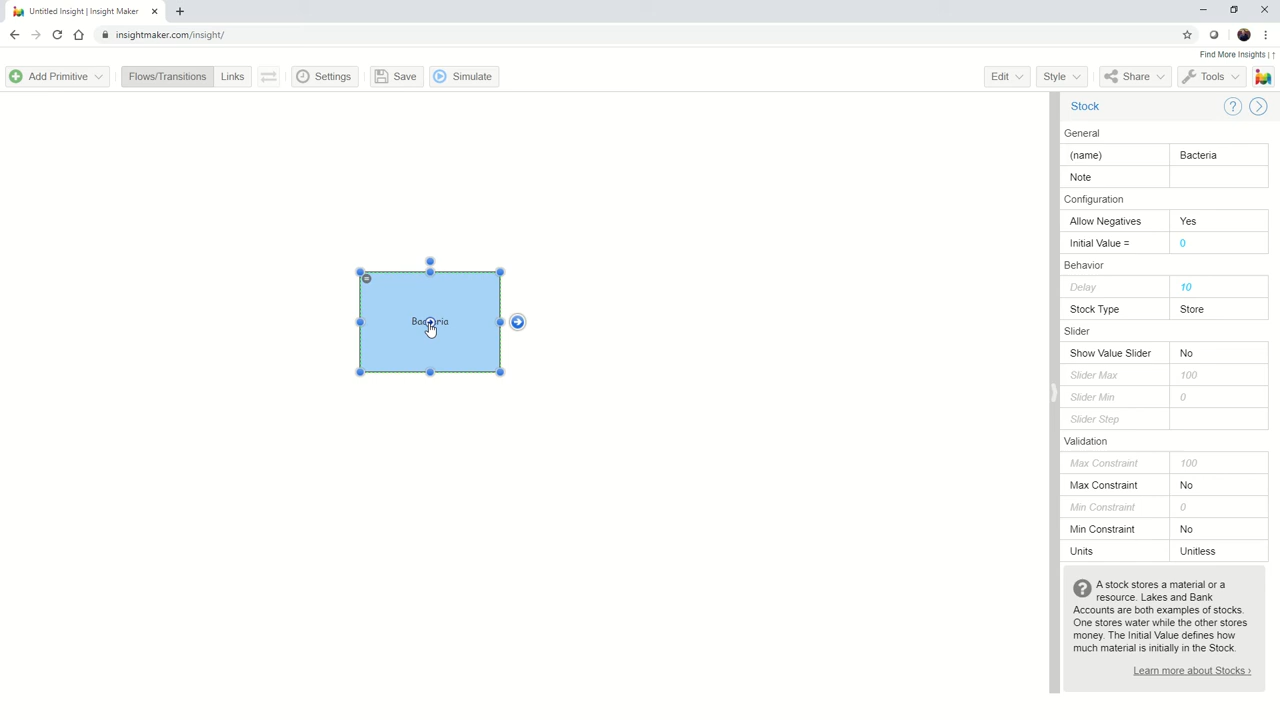 Untitled Insight | Insight Maker
insightmaker.com/insight/
Find More Insights | ↑
Add Primitive Flows/Transitions Links Settings Save Simulate Edit Style Share Tools
Stock
General
(name) Bacteria
Note
Configuration
Allow Negatives Yes
Initial Value = 0
Behavior
Delay 10
Stock Type Store
Slider
Show Value Slider No
Slider Max 100
Slider Min 0
Slider Step
Validation
Max Constraint 100
Max Constraint No
Min Constraint 0
Min Constraint No
Units Unitless
A stock stores a material or a
resource. Lakes and Bank
Accounts are both examples of stocks.
One stores water while the other stores
money. The Initial Value defines how
much material is initially in the Stock.
Learn more about Stocks ›
Bacteria